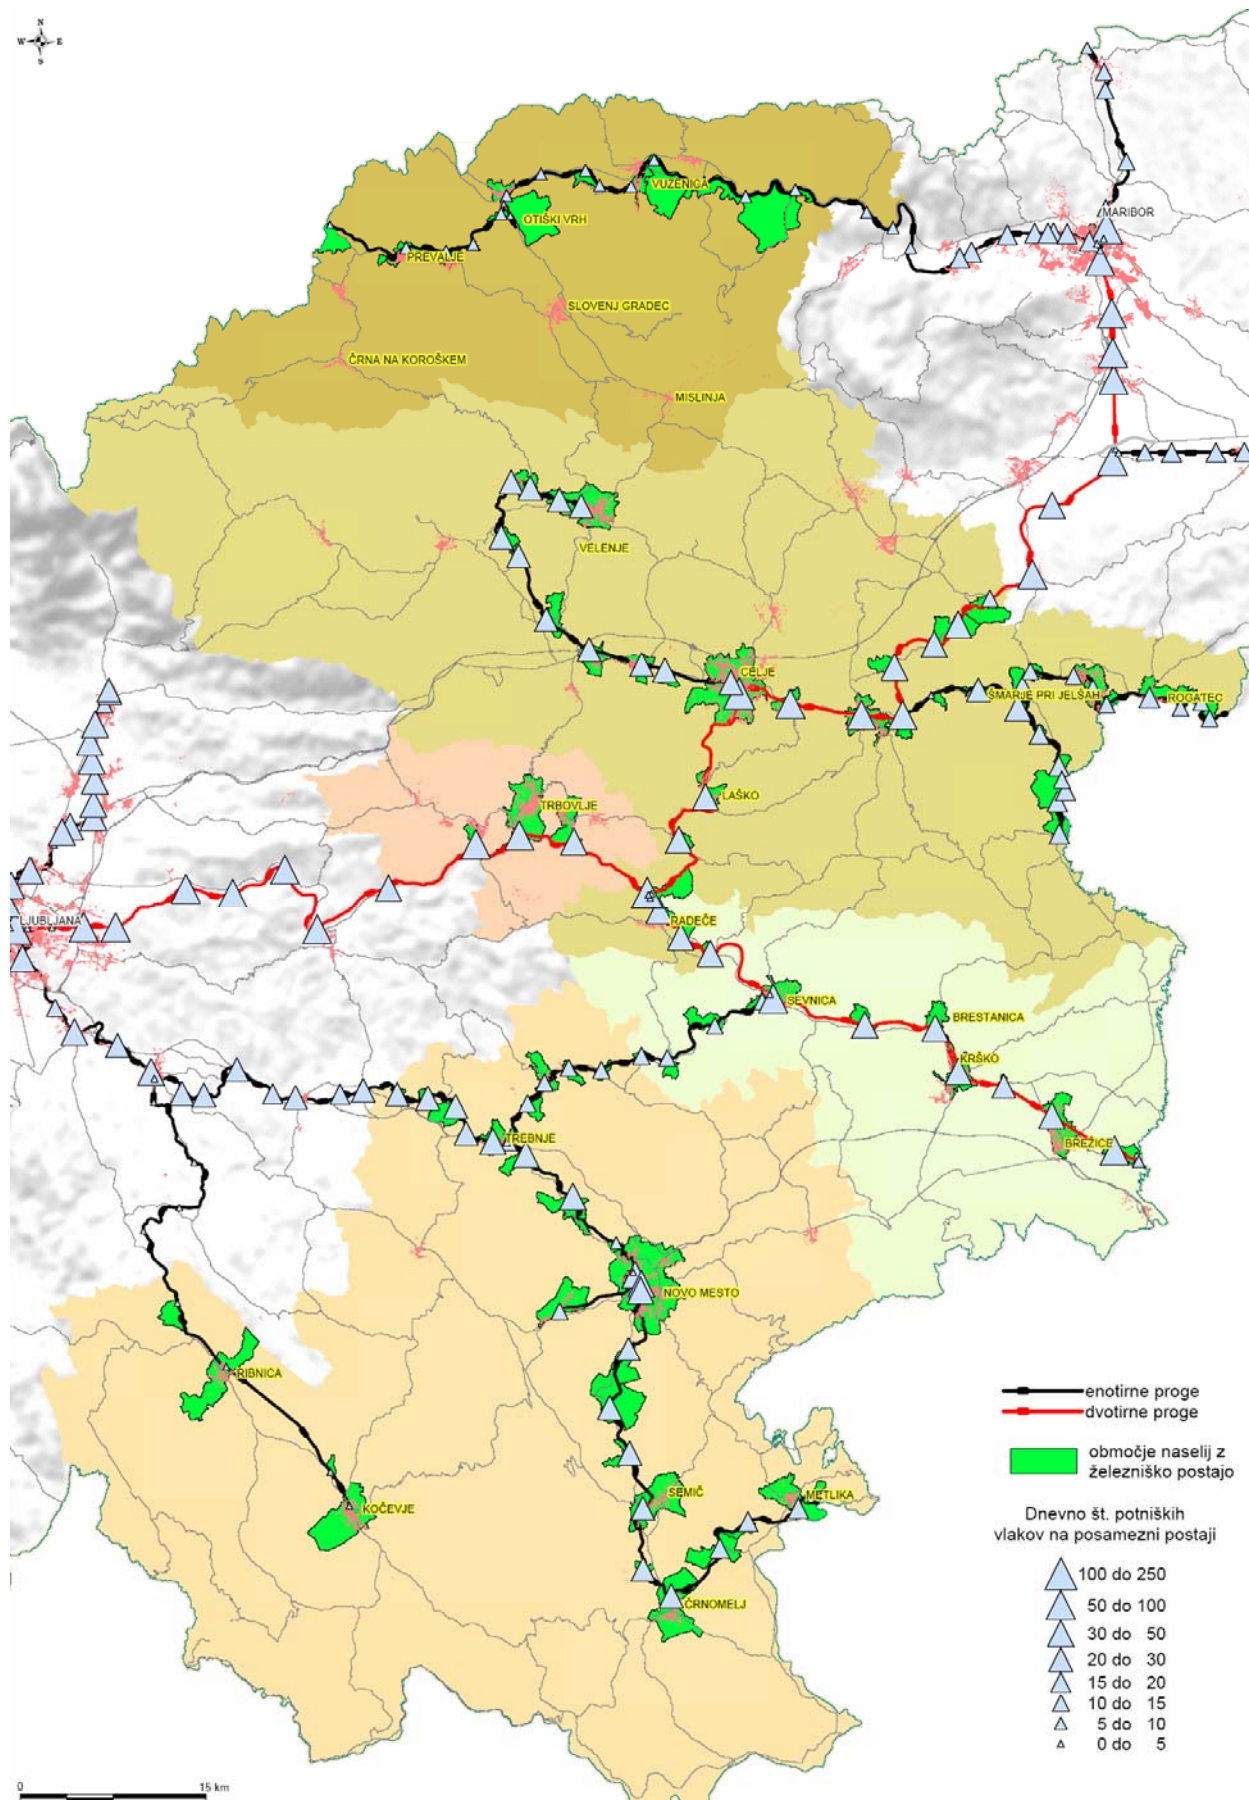 N
W E
S
MARIBOR
VUZENICA
OTIŠKI VRH
PREVALJE
SLOVENJ GRADEC
ČRNA NA KOROŠKEM
MISLINJA
VELENJE
CELJE
ŠMARJE PRI JELŠAH
ROGATEC
LAŠKO
TRBOVLJE
LJUBLJANA
RADEČE
SEVNICA
BRESTANICA
KRŠKO
TREBNJE
BREŽICE
NOVO MESTO
RIBNICA
SEMIČ
METLIKA
KOČEVJE
ČRNOMELJ
enotirne proge
dvotirne proge
območje naselij z
železniško postajo
Dnevno št. potniških
vlakov na posamezni postaji
100 do 250
50 do 100
30 do 50
20 do 30
15 do 20
10 do 15
5 do 10
0 do 5
0 15 km